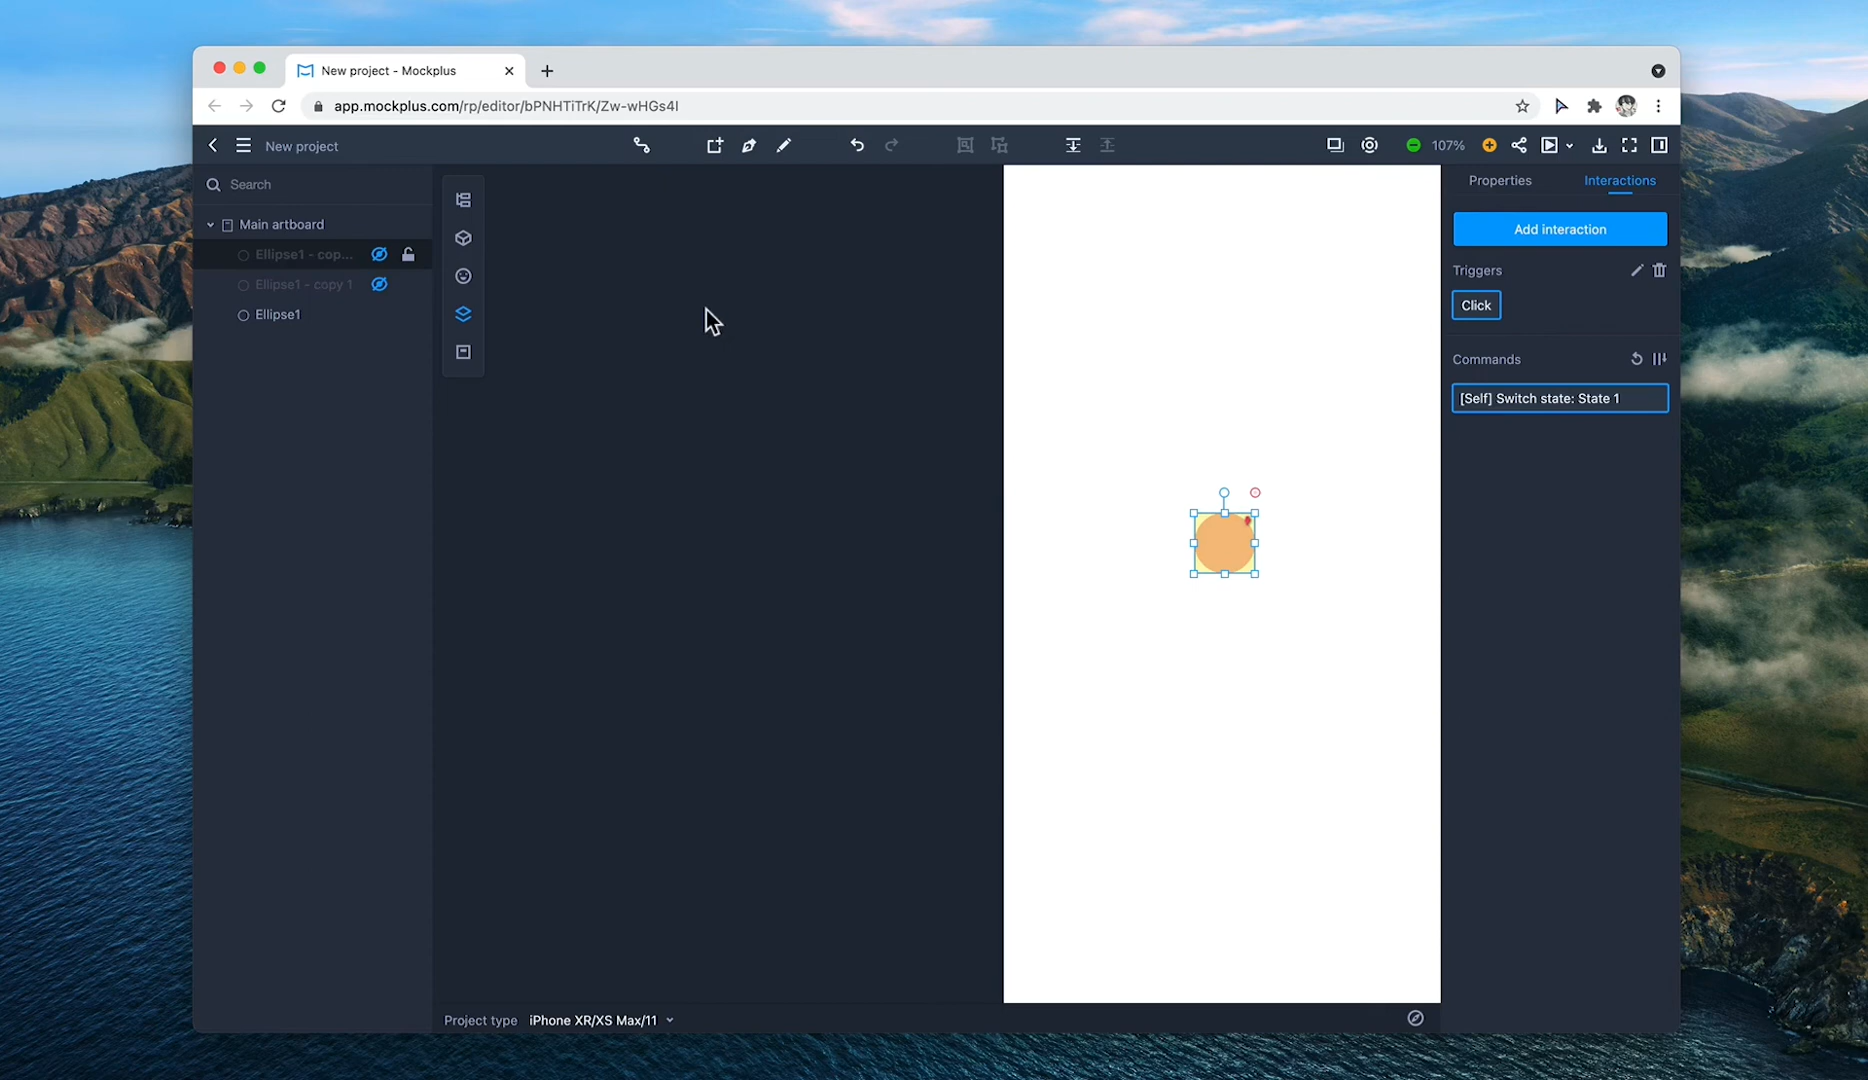 New project - Mockplus
app.mockplus.com/rp/editor/bPNHTiTrK/Zw-wHGs4I
New project
107%
Search
Main artboard
Ellipse1 - cop...
Ellipse1 - copy 1
Ellipse1
Properties
Interactions
Add interaction
Triggers
Click
Commands
[Self] Switch state: State 1
Project type iPhone XR/XS Max/11